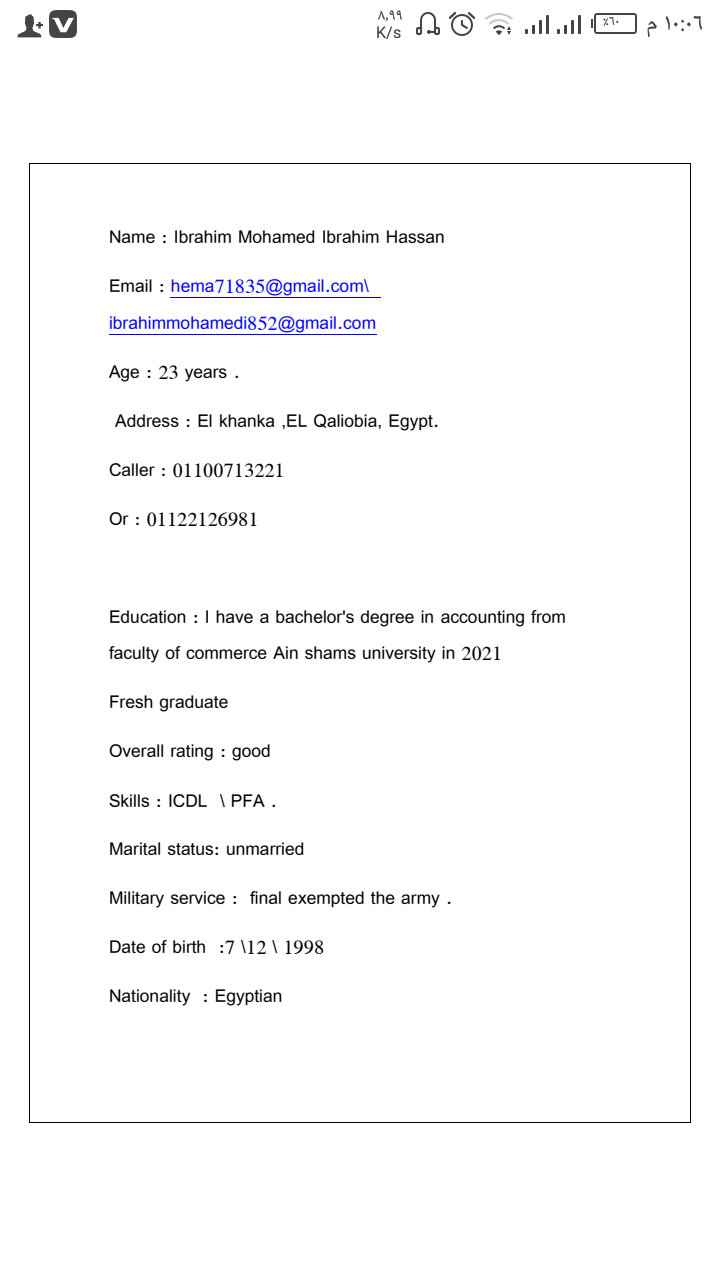 ٨,٩٩
K/s
٪٦٠
١٠:٠٦ م
Name : Ibrahim Mohamed Ibrahim Hassan
Email : hema71835@gmail.com\
ibrahimmohamedi852@gmail.com
Age : 23 years .
Address : El khanka ,EL Qaliobia, Egypt.
Caller : 01100713221
Or : 01122126981
Education : I have a bachelor's degree in accounting from
faculty of commerce Ain shams university in 2021
Fresh graduate
Overall rating : good
Skills : ICDL \ PFA .
Marital status: unmarried
Military service : final exempted the army .
Date of birth :7 \12 \ 1998
Nationality : Egyptian